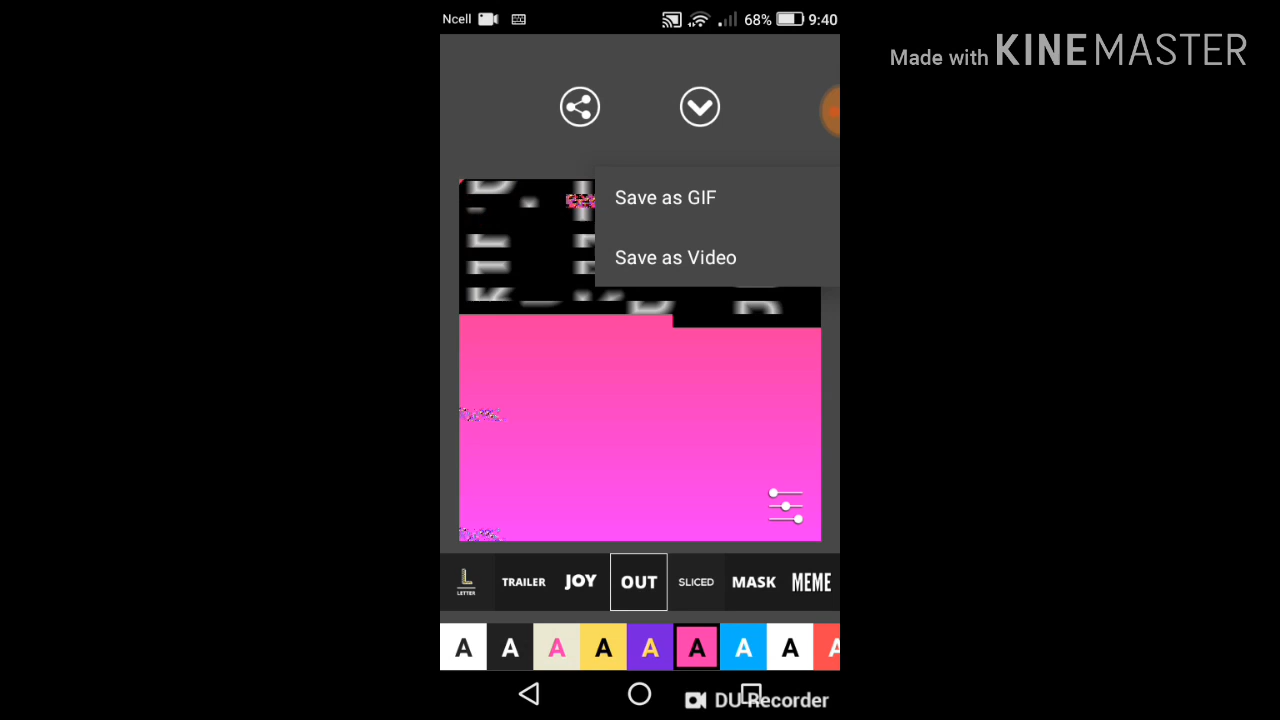 Ncell 68% 9:40
Made with KINEMASTER
Save as GIF
Save as Video
L LETTER TRAILER JOY OUT SLICED MASK MEME
A A A A A A A A A
DU Recorder